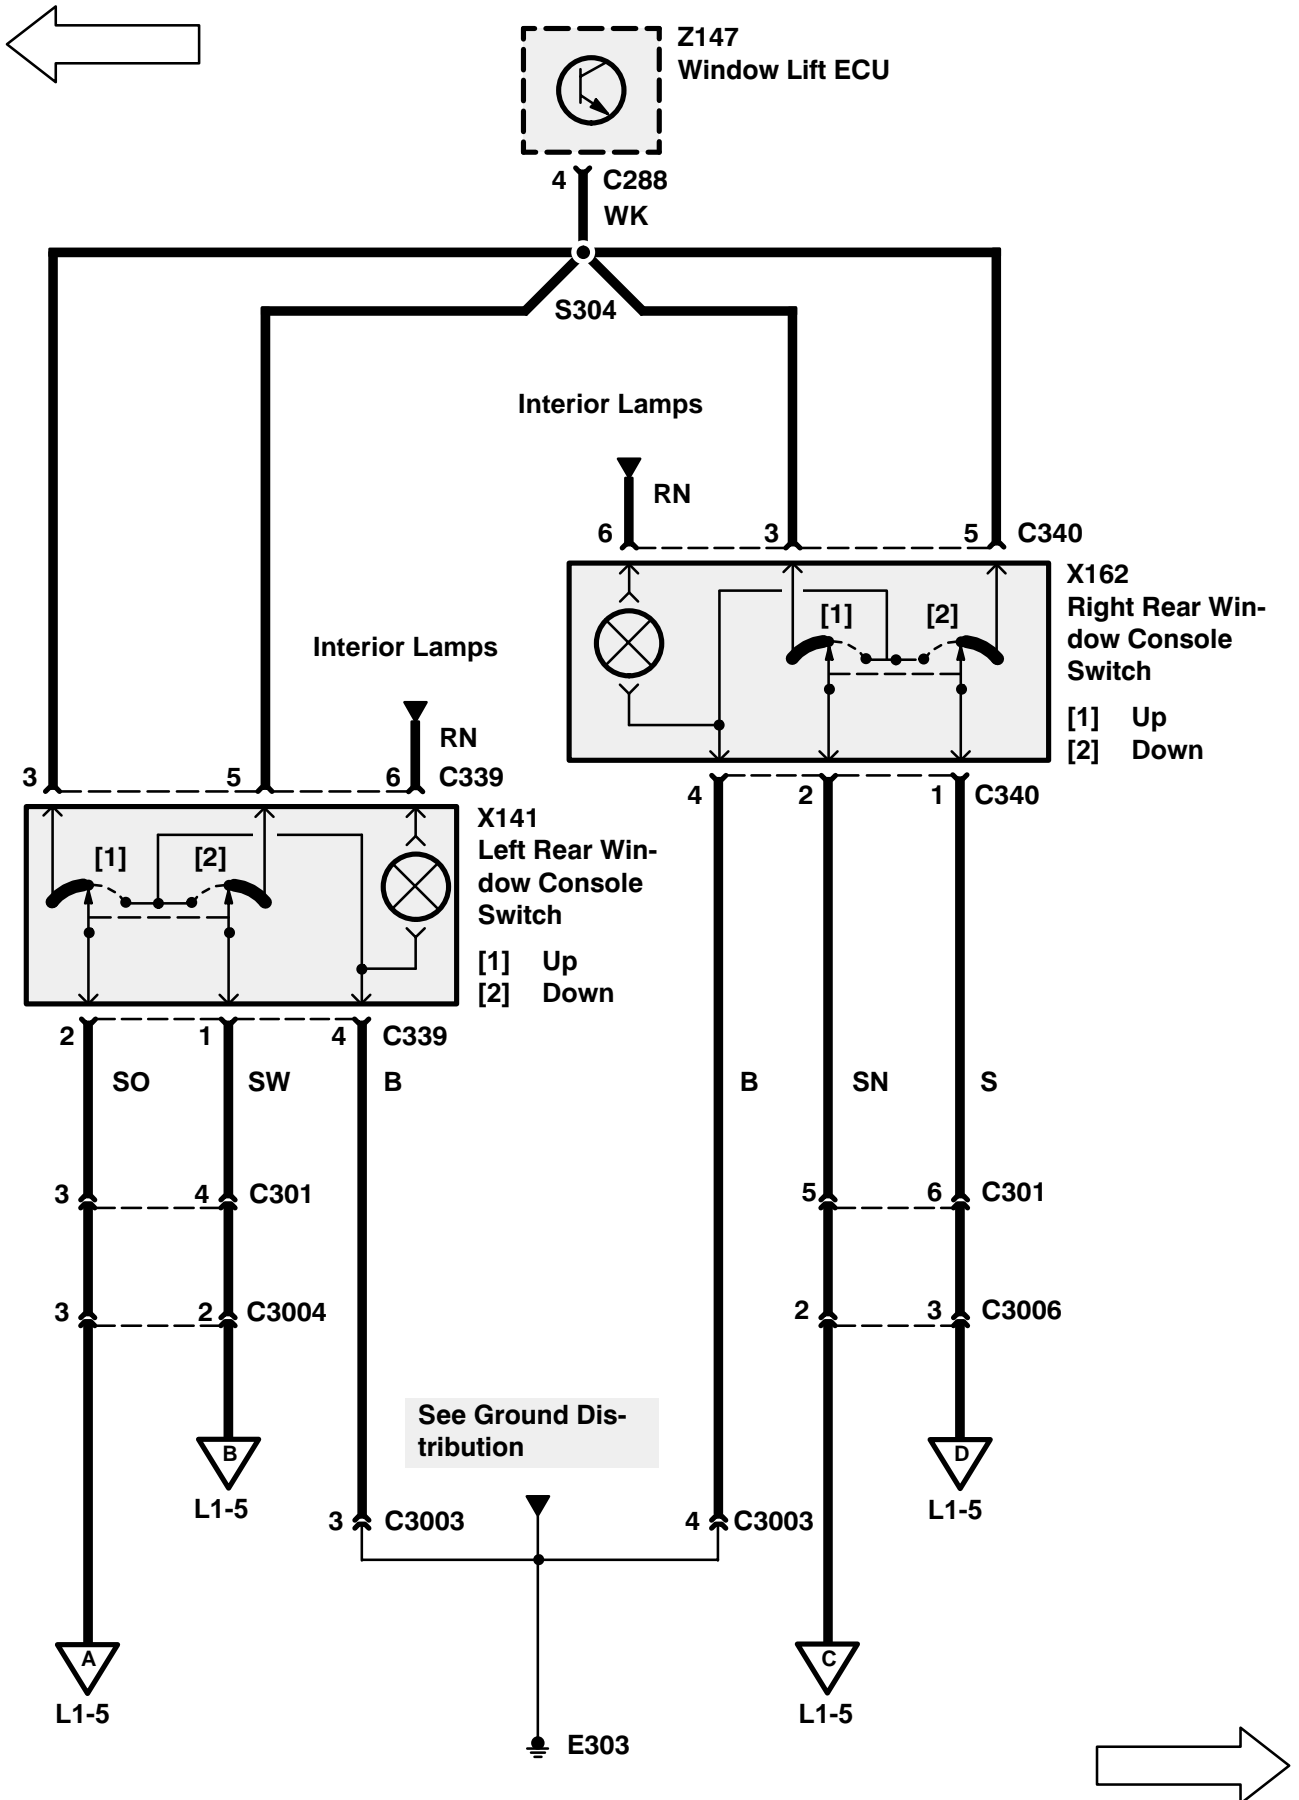 Z147
Window Lift ECU
4 C288
WK
S304
Interior Lamps
RN
6 3 5 C340
X162
Right Rear Win-
dow Console
Switch
[1] Up
[2] Down
[1] [2]
4 2 1 C340
Interior Lamps
RN
3 5 6 C339
X141
Left Rear Win-
dow Console
Switch
[1] Up
[2] Down
[1] [2]
2 1 4 C339
SO SW B B SN S
3 4 C301 5 6 C301
3 2 C3004 2 3 C3006
See Ground Dis-
tribution
B D
L1-5 L1-5
3 C3003 4 C3003
A C
L1-5 L1-5
E303